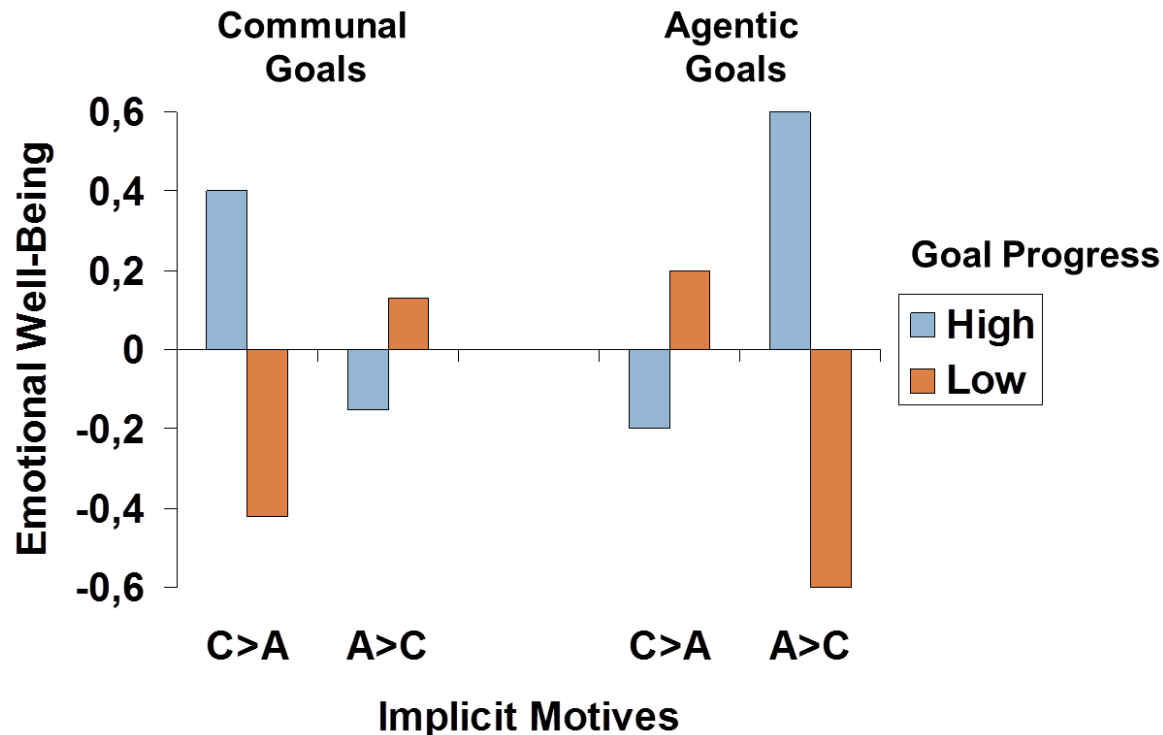 Communal
Goals
Agentic
Goals
Emotional Well-Being
0,6
0,4
0,2
0
-0,2
-0,4
-0,6
Goal Progress
High
Low
C>A
A>C
C>A
A>C
Implicit Motives